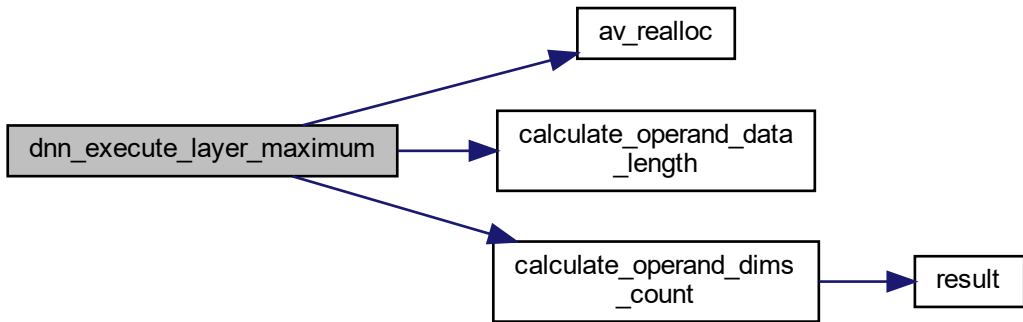 av_realloc
dnn_execute_layer_maximum
calculate_operand_data
_length
calculate_operand_dims
_count
result